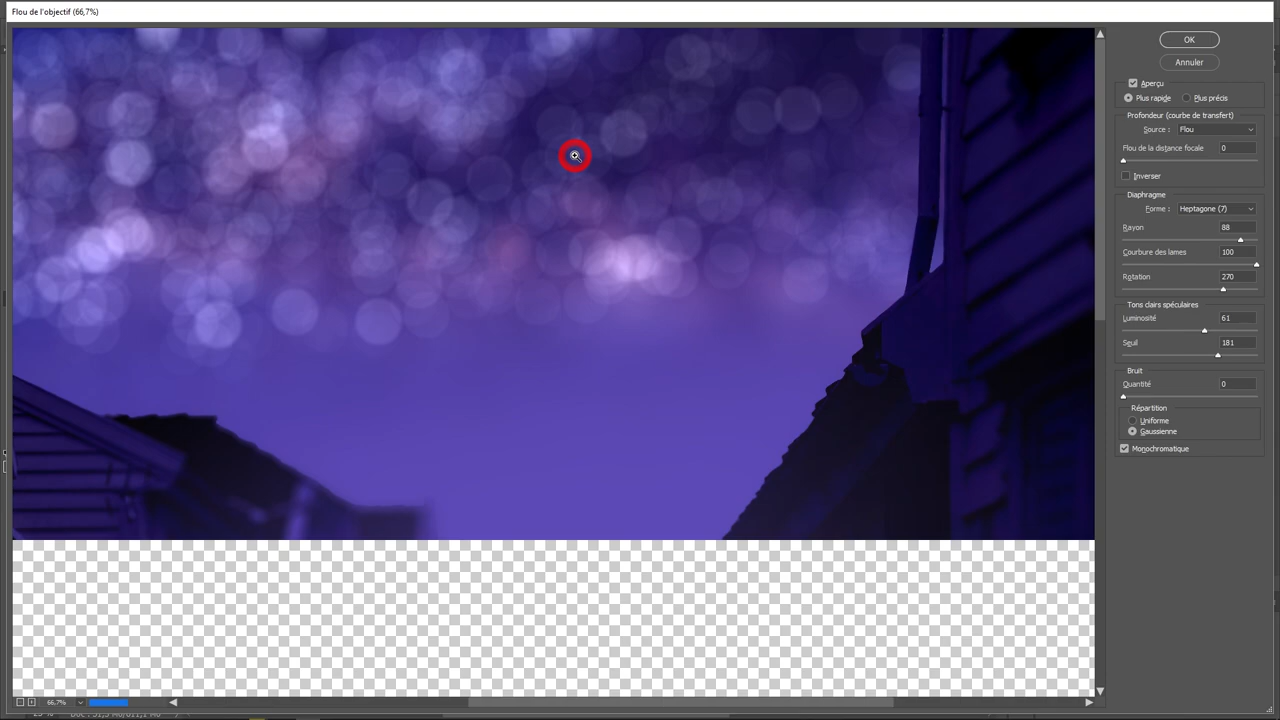 Flou de l'objectif (66,7%)
OK
Annuler
Aperçu
Plus rapide
Plus précis
Profondeur (courbe de transfert)
Source : Flou
Flou de la distance focale 0
Inverser
Diaphragme
Forme : Heptagone (7)
Rayon 88
Courbure des lames 100
Rotation 270
Tons clairs spéculaires
Luminosité 61
Seuil 181
Bruit
Quantité 0
Répartition
Uniforme
Gaussienne
Monochromatique
66,7%